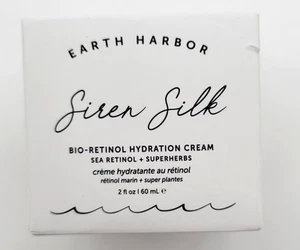 EARTH HARBOR
Siren Silk
BIO-RETINOL HYDRATION CREAM
SEA RETINOL + SUPERHERBS
crème hydratante au rétinol
rétinol marin + super plantes
2 fl oz | 60 mL ℮